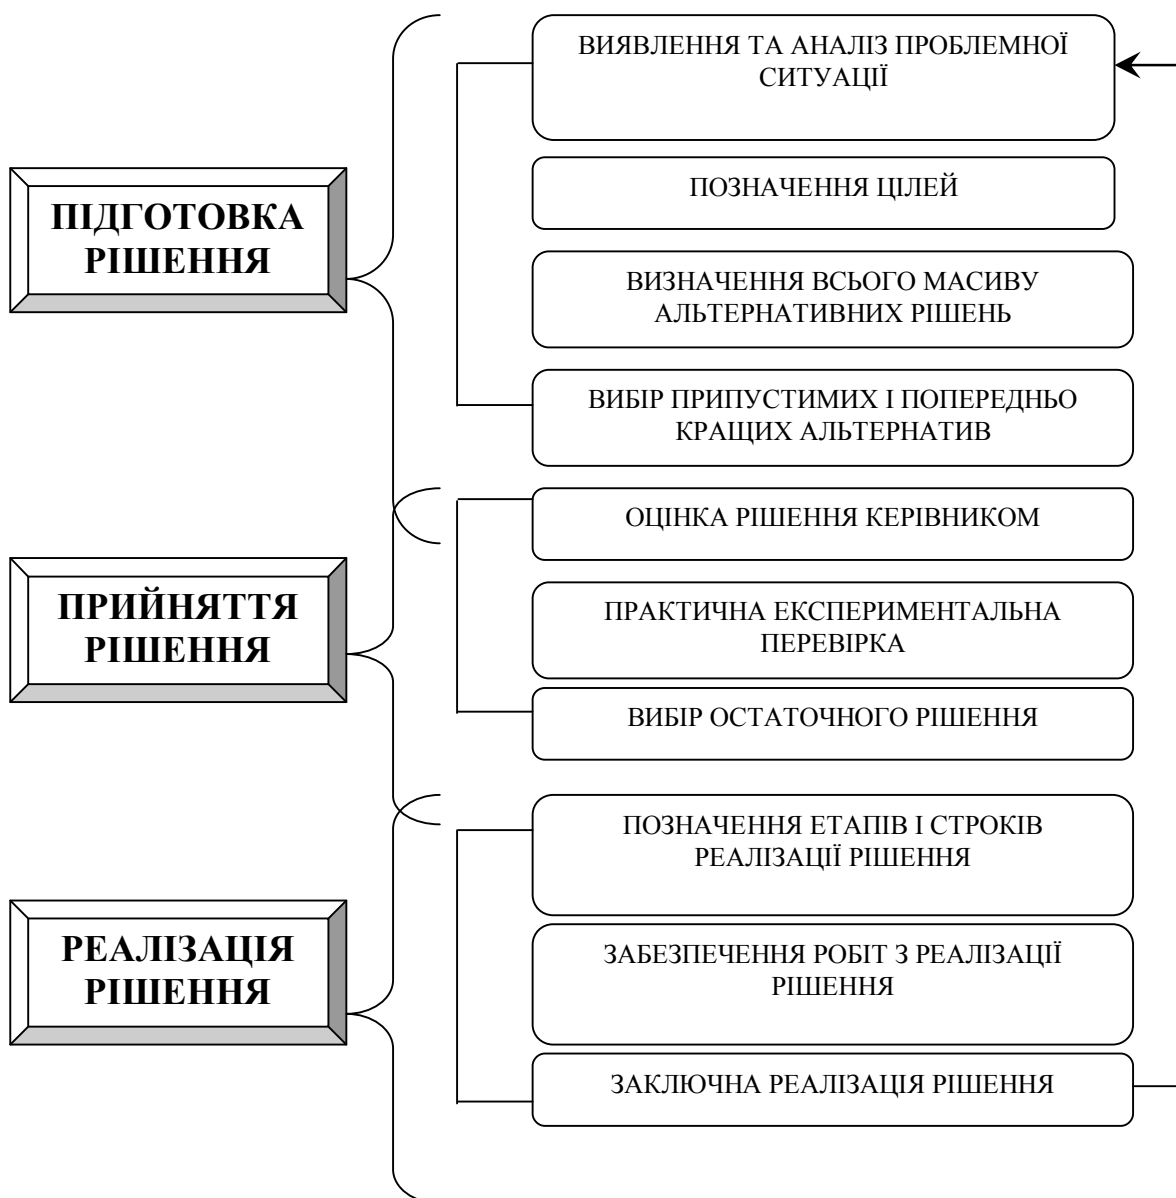 ПІДГОТОВКА
РІШЕННЯ
ВИЯВЛЕННЯ ТА АНАЛІЗ ПРОБЛЕМНОЇ
СИТУАЦІЇ
ПОЗНАЧЕННЯ ЦІЛЕЙ
ВИЗНАЧЕННЯ ВСЬОГО МАСИВУ
АЛЬТЕРНАТИВНИХ РІШЕНЬ
ВИБІР ПРИПУСТИМИХ І ПОПЕРЕДНЬО
КРАЩИХ АЛЬТЕРНАТИВ
ПРИЙНЯТТЯ
РІШЕННЯ
ОЦІНКА РІШЕННЯ КЕРІВНИКОМ
ПРАКТИЧНА ЕКСПЕРИМЕНТАЛЬНА
ПЕРЕВІРКА
ВИБІР ОСТАТОЧНОГО РІШЕННЯ
РЕАЛІЗАЦІЯ
РІШЕННЯ
ПОЗНАЧЕННЯ ЕТАПІВ І СТРОКІВ
РЕАЛІЗАЦІЇ РІШЕННЯ
ЗАБЕЗПЕЧЕННЯ РОБІТ З РЕАЛІЗАЦІЇ
РІШЕННЯ
ЗАКЛЮЧНА РЕАЛІЗАЦІЯ РІШЕННЯ